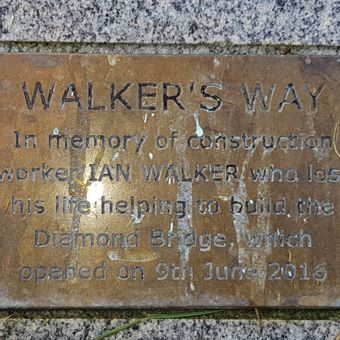 WALKER'S WAY
In memory of construction
worker IAN WALKER who los
his life helping to build the
Diamond Bridge, which
opened on 9th June 2016